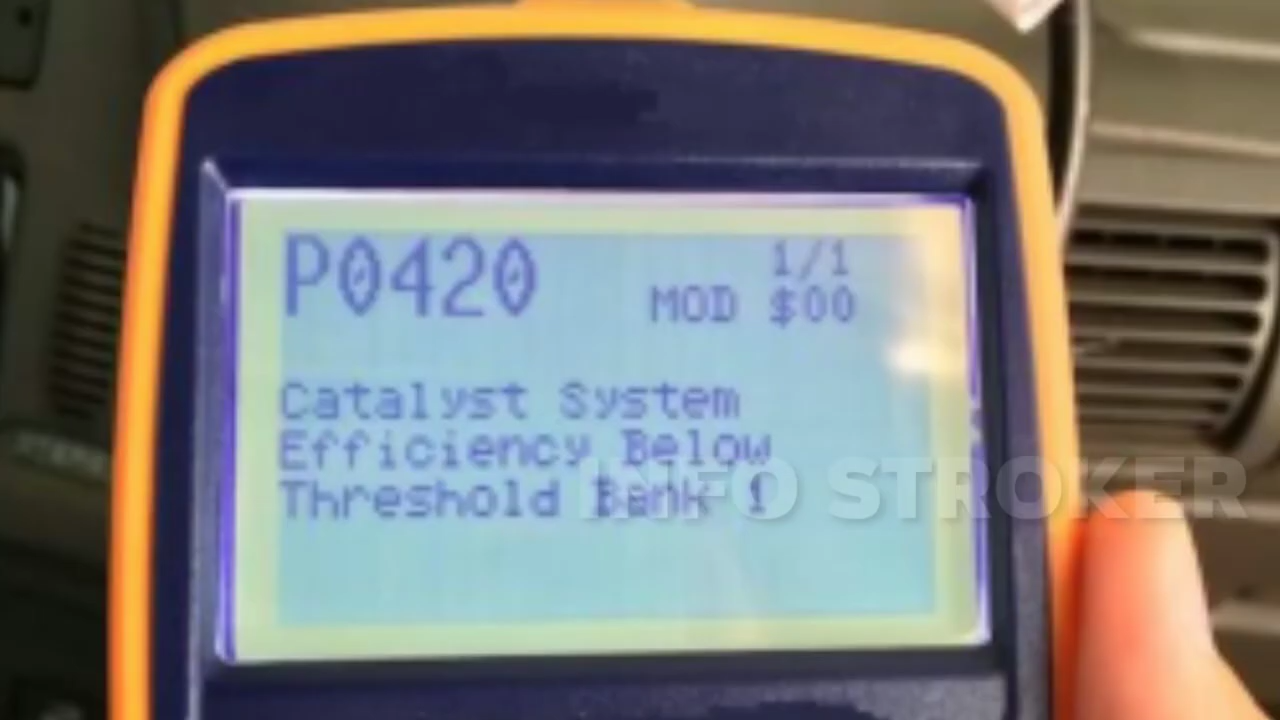 P0420
1/1
MOD $00
Catalyst System
Efficiency Below
Threshold Bank 1
INFO STROKER